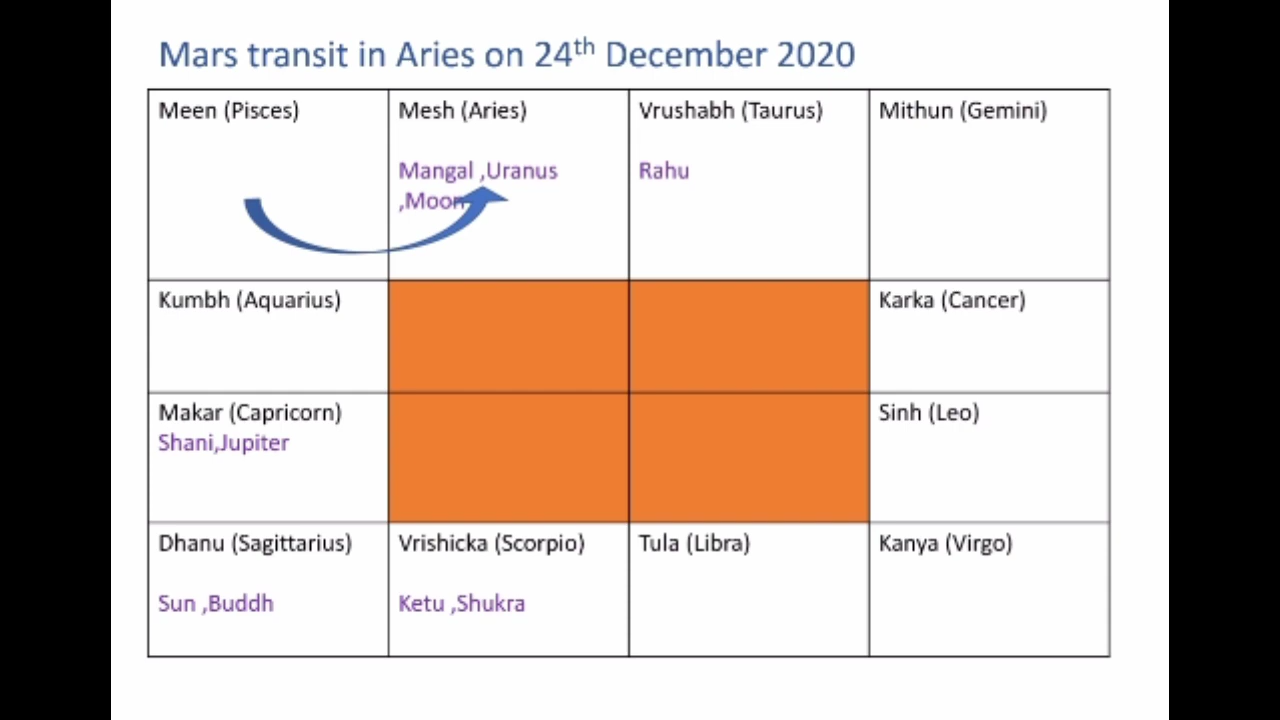 Mars transit in Aries on 24th December 2020
Meen (Pisces)
Mesh (Aries)
Vrushabh (Taurus)
Mithun (Gemini)
Mangal ,Uranus
,Moon
Rahu
Kumbh (Aquarius)
Karka (Cancer)
Makar (Capricorn)
Shani,Jupiter
Sinh (Leo)
Dhanu (Sagittarius)
Vrishicka (Scorpio)
Tula (Libra)
Kanya (Virgo)
Sun ,Buddh
Ketu ,Shukra